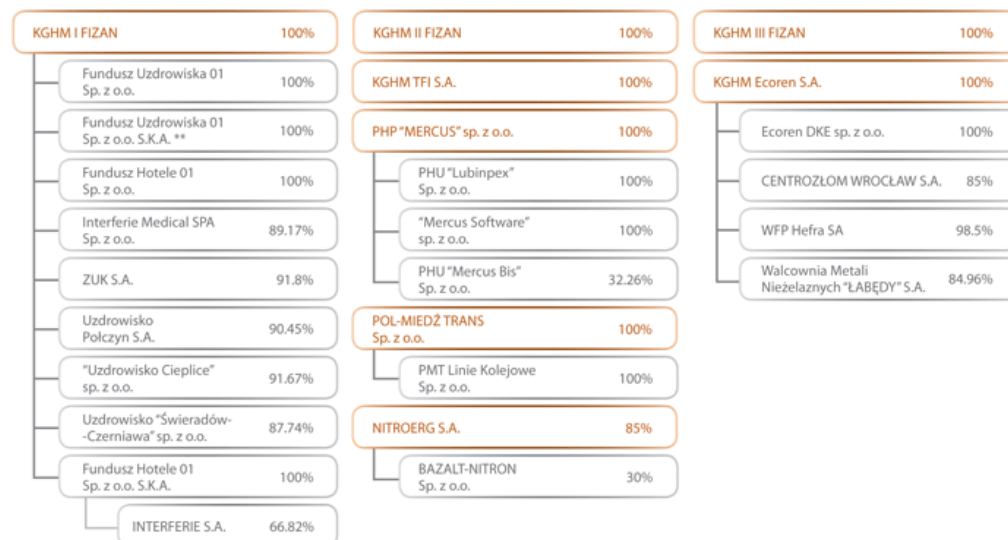 KGHM I FIZAN 100%
Fundusz Uzdrowiska 01
Sp. z o.o. 100%
Fundusz Uzdrowiska 01
Sp. z o.o. S.K.A. ** 100%
Fundusz Hotele 01
Sp. z o.o. 100%
Interferie Medical SPA
Sp. z o.o. 89.17%
ZUK S.A. 91.8%
Uzdrowisko
Połczyn S.A. 90.45%
"Uzdrowisko Cieplice"
sp. z o.o. 91.67%
Uzdrowisko "Świeradów-
-Czerniawa" sp. z o.o. 87.74%
Fundusz Hotele 01
Sp. z o.o. S.K.A. 100%
INTERFERIE S.A. 66.82%
KGHM II FIZAN 100%
KGHM TFI S.A. 100%
PHP "MERCUS" sp. z o.o. 100%
PHU "Lubinpex"
Sp. z o.o. 100%
"Mercus Software"
sp. z o.o. 100%
PHU "Mercus Bis"
Sp. z o.o. 32.26%
POL-MIEDŹ TRANS
Sp. z o.o. 100%
PMT Linie Kolejowe
Sp. z o.o. 100%
NITROERG S.A. 85%
BAZALT-NITRON
Sp. z o.o. 30%
KGHM III FIZAN 100%
KGHM Ecoren S.A. 100%
Ecoren DKE sp. z o.o. 100%
CENTROZŁOM WROCŁAW S.A. 85%
WFP Hefra SA 98.5%
Walcownia Metali
Nieżelaznych "ŁABĘDY" S.A. 84.96%